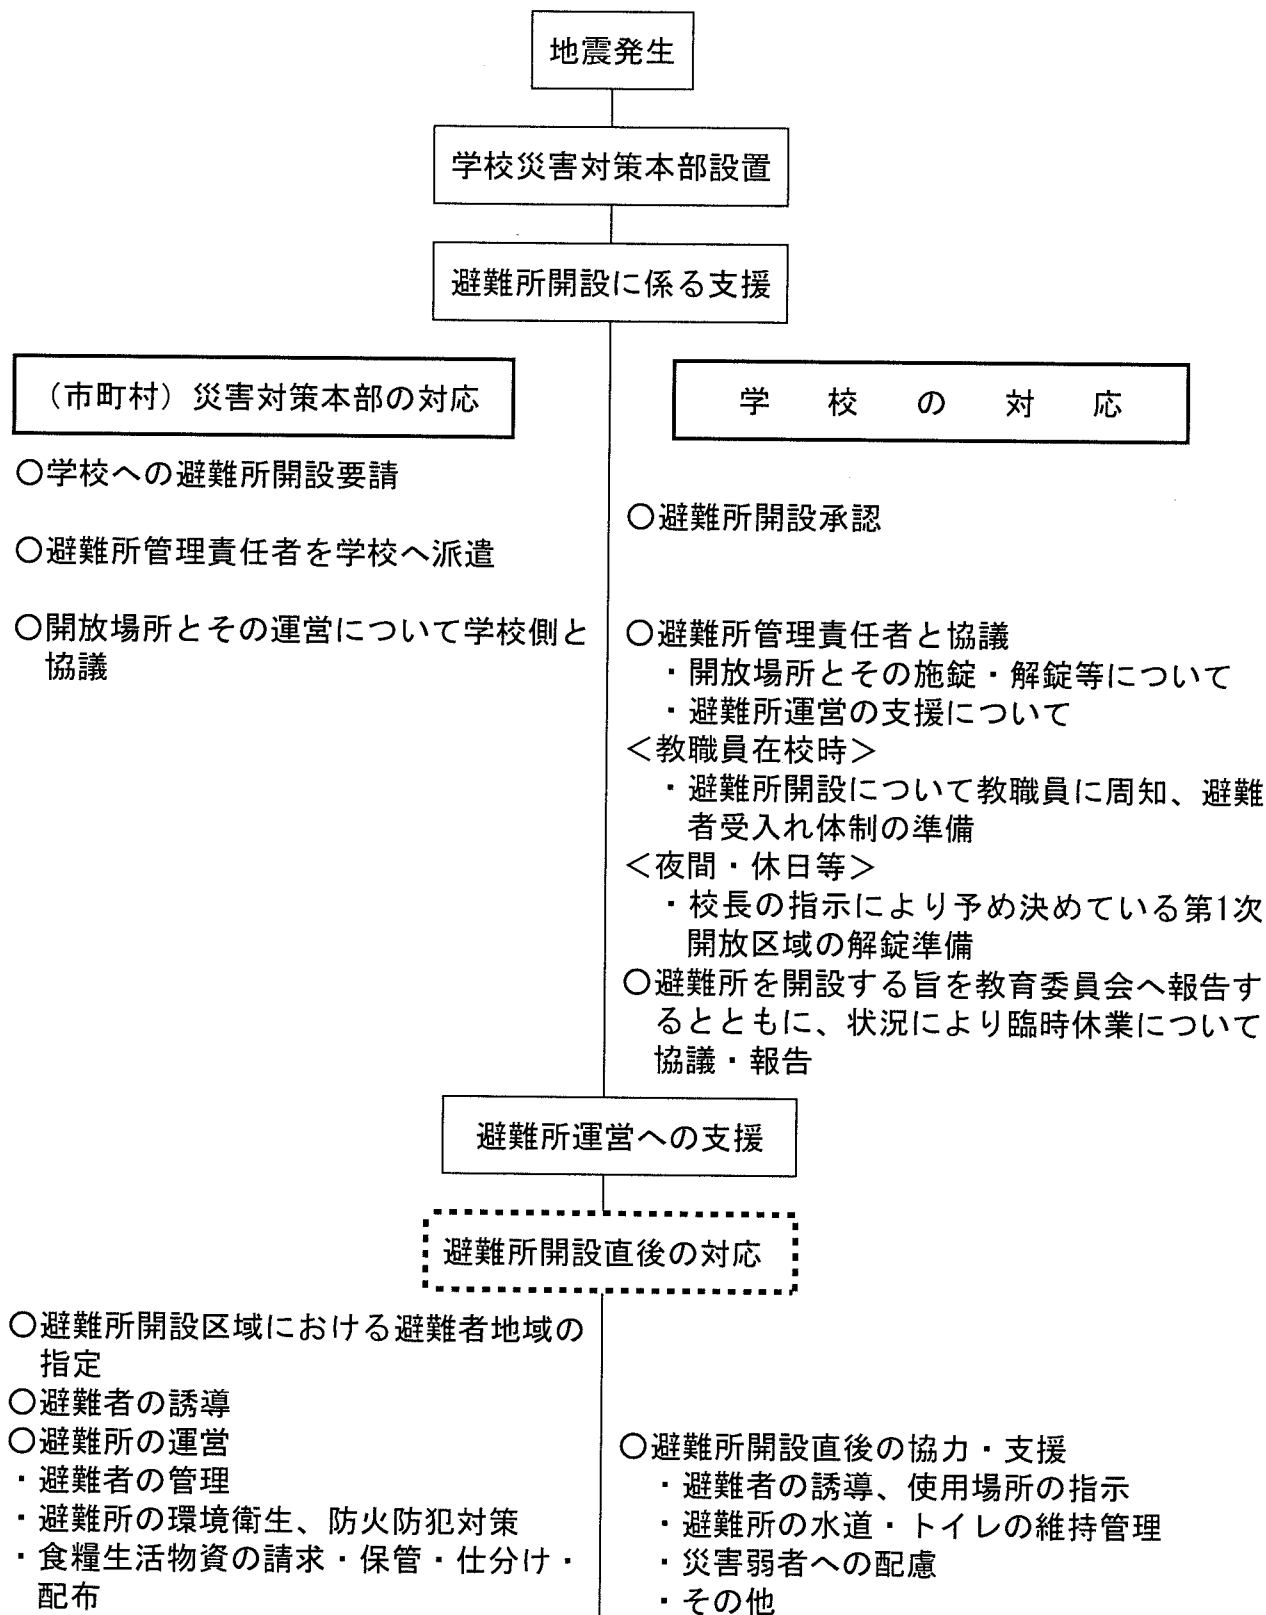 地震発生
学校災害対策本部設置
避難所開設に係る支援
（市町村）災害対策本部の対応
○学校への避難所開設要請
○避難所管理責任者を学校へ派遣
○開放場所とその運営について学校側と
協議
学　校　の　対　応
○避難所開設承認
○避難所管理責任者と協議
・開放場所とその施錠・解錠等について
・避難所運営の支援について
＜教職員在校時＞
・避難所開設について教職員に周知、避難
者受入れ体制の準備
＜夜間・休日等＞
・校長の指示により予め決めている第1次
開放区域の解錠準備
○避難所を開設する旨を教育委員会へ報告す
るとともに、状況により臨時休業について
協議・報告
避難所運営への支援
避難所開設直後の対応
○避難所開設区域における避難者地域の
指定
○避難者の誘導
○避難所の運営
・避難者の管理
・避難所の環境衛生、防火防犯対策
・食糧生活物資の請求・保管・仕分け・
配布
○避難所開設直後の協力・支援
・避難者の誘導、使用場所の指示
・避難所の水道・トイレの維持管理
・災害弱者への配慮
・その他